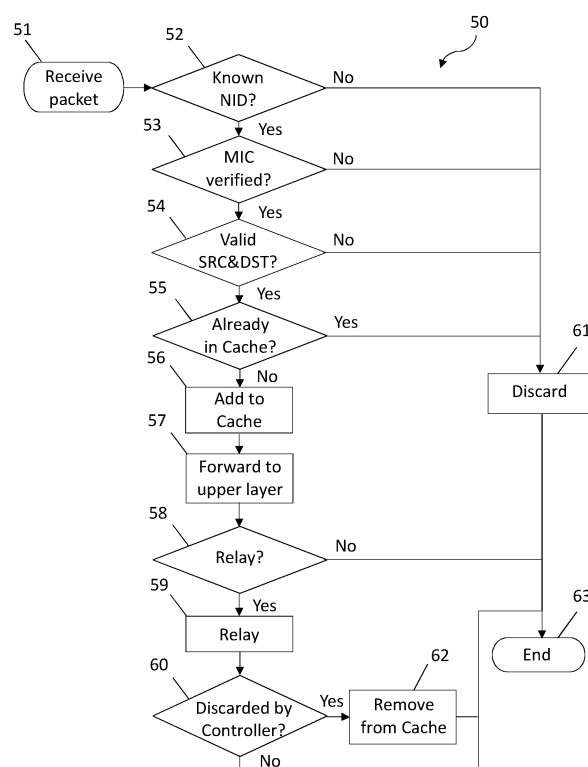 51
Receive
packet
52
50
Known
NID?
No
Yes
53
MIC
verified?
No
Yes
54
Valid
SRC&DST?
No
Yes
55
Already
in Cache?
Yes
No
56
Add to
Cache
61
Discard
57
Forward to
upper layer
58
Relay?
No
Yes
59
Relay
63
End
60
Discarded by
Controller?
Yes
No
62
Remove
from Cache